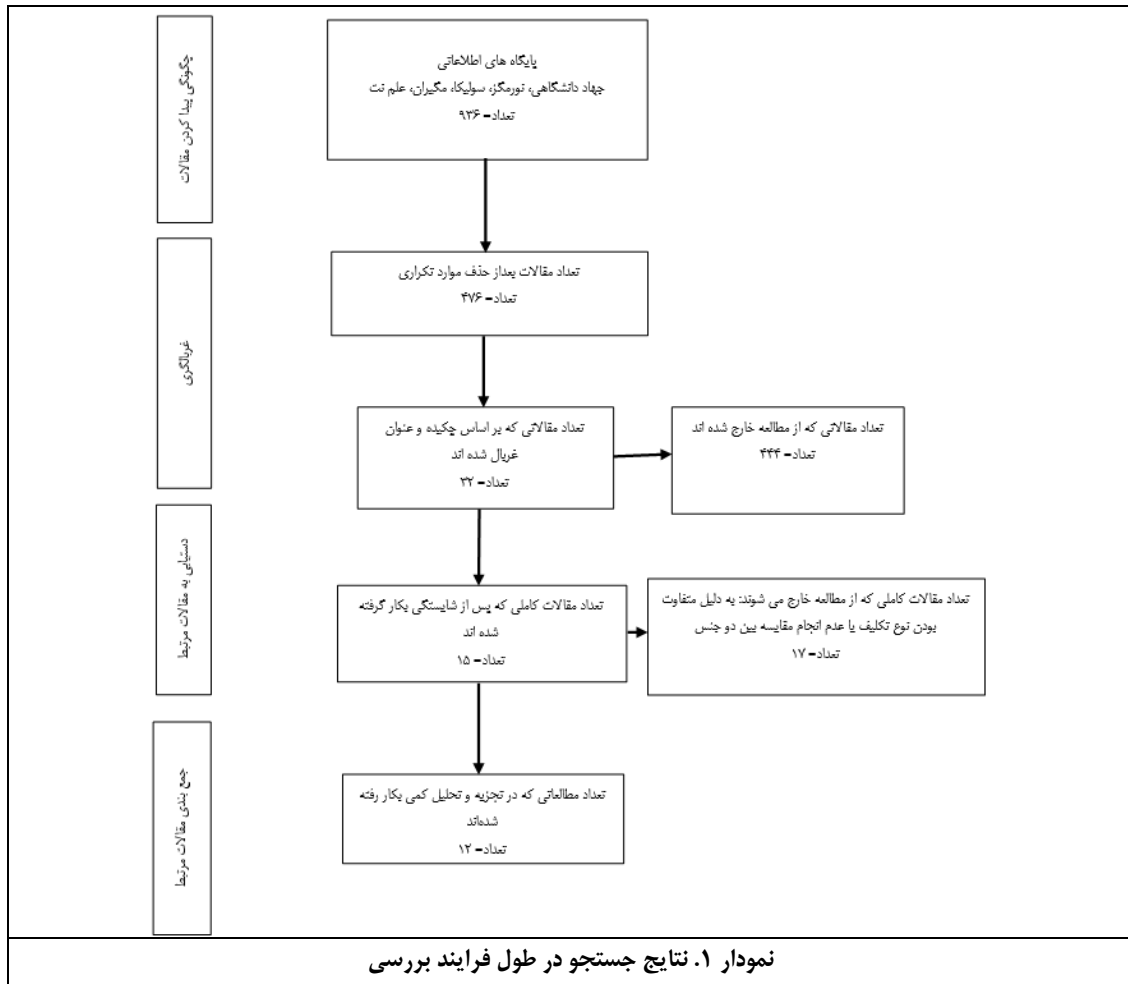 چگونگی پیدا کردن مقالات
پایگاه های اطلاعاتی
جهاد دانشگاهی، نورمگز، سولیکا، مگیران، علم نت
تعداد= ۹۳۶
غربالگری
تعداد مقالات بعداز حذف موارد تکراری
تعداد= ۴۷۶
تعداد مقالاتی که بر اساس چکیده و عنوان
غربال شده اند
تعداد= ۳۲
تعداد مقالاتی که از مطالعه خارج شده اند
تعداد= ۴۴۴
دستیابی به مقالات مرتبط
تعداد مقالات کاملی که پس از شایستگی بکار گرفته
شده اند
تعداد= ۱۵
تعداد مقالات کاملی که از مطالعه خارج می شوند: به دلیل متفاوت
بودن نوع تکلیف یا عدم انجام مقایسه بین دو جنس
تعداد= ۱۷
جمع بندی مقالات مرتبط
تعداد مطالعاتی که در تجزیه و تحلیل کمی بکار رفته
شده‌اند
تعداد= ۱۲
نمودار ۱. نتایج جستجو در طول فرایند بررسی